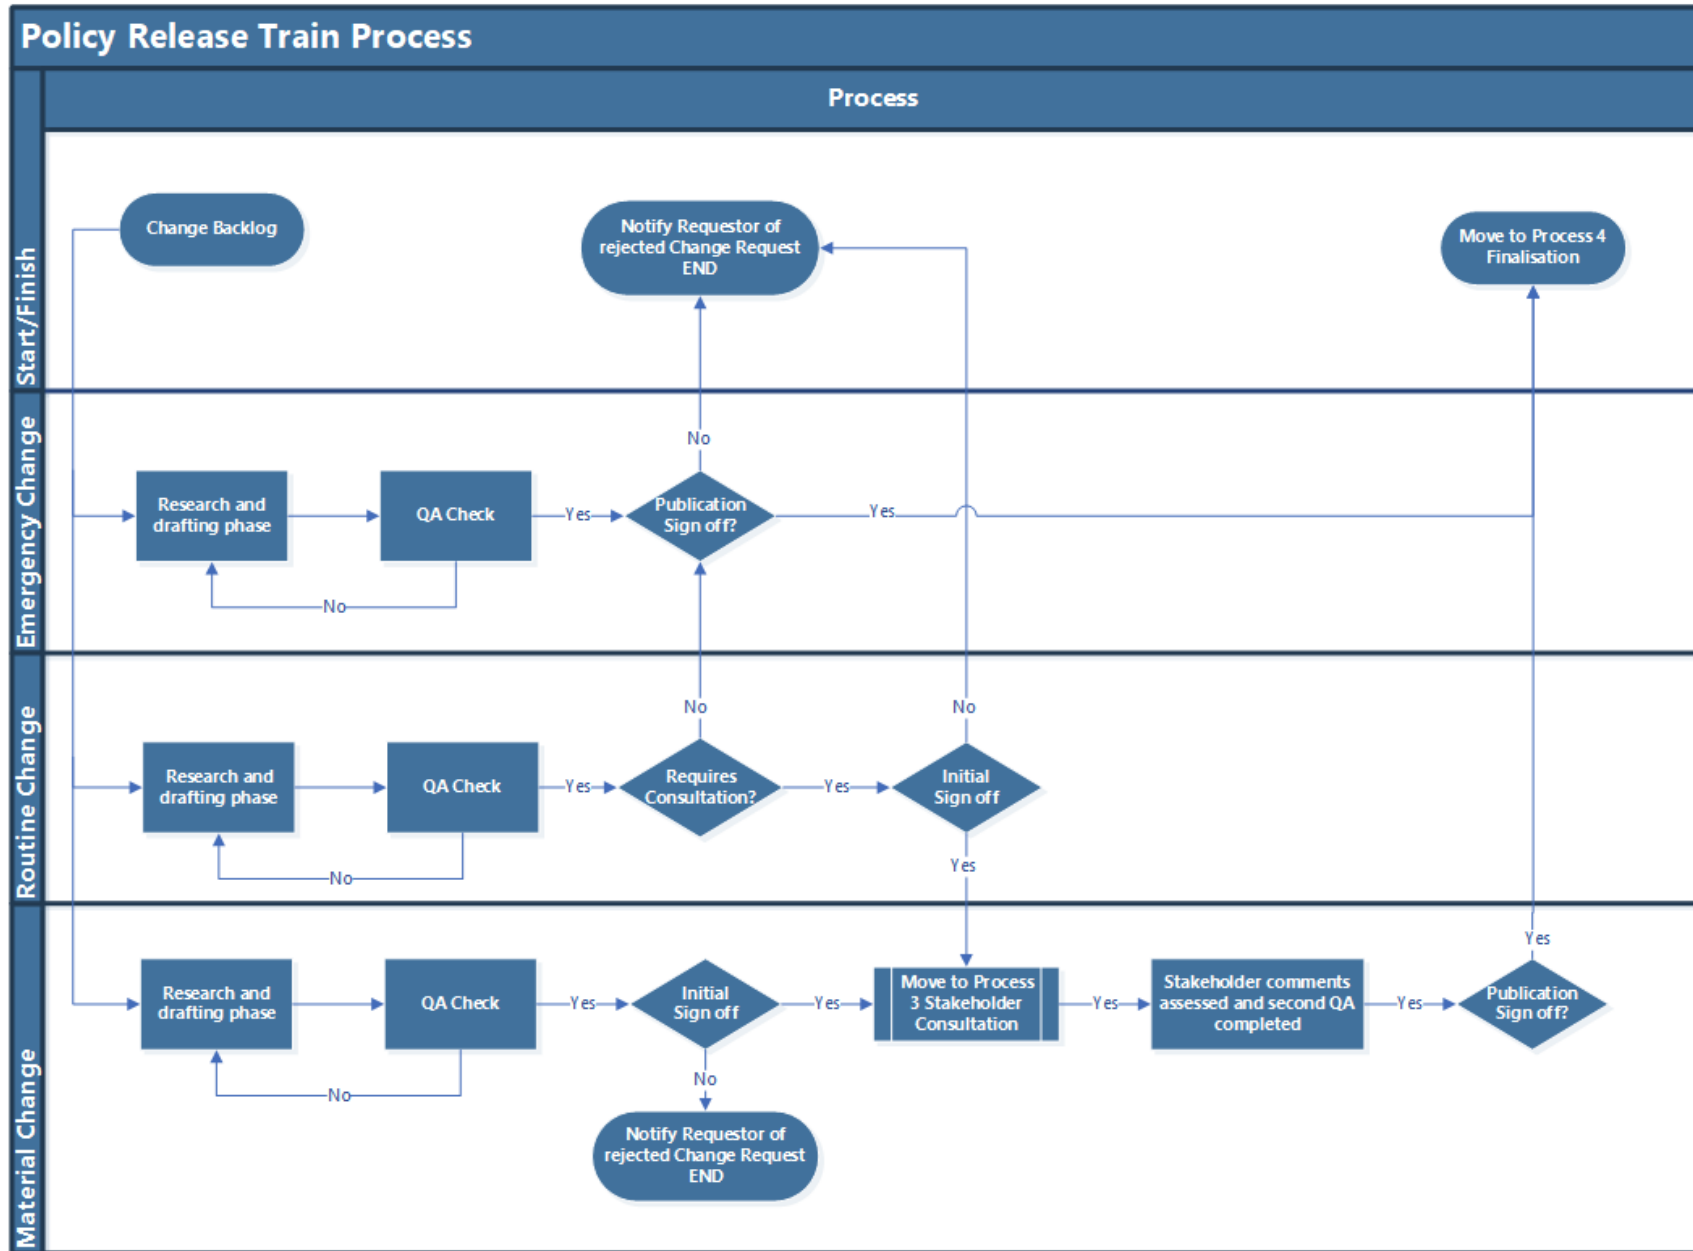 Policy Release Train Process
Process
Start/Finish
Change Backlog
Notify Requestor of
rejected Change Request
END
Move to Process 4
Finalisation
Emergency Change
Research and
drafting phase
QA Check
Yes
No
Publication
Sign off?
No
Yes
Routine Change
Research and
drafting phase
QA Check
Yes
No
Requires
Consultation?
No
Yes
Initial
Sign off
No
Yes
Material Change
Research and
drafting phase
QA Check
Yes
No
Initial
Sign off
Yes
No
Notify Requestor of
rejected Change Request
END
Move to Process
3 Stakeholder
Consultation
Yes
Stakeholder comments
assessed and second QA
completed
Yes
Publication
Sign off?
Yes